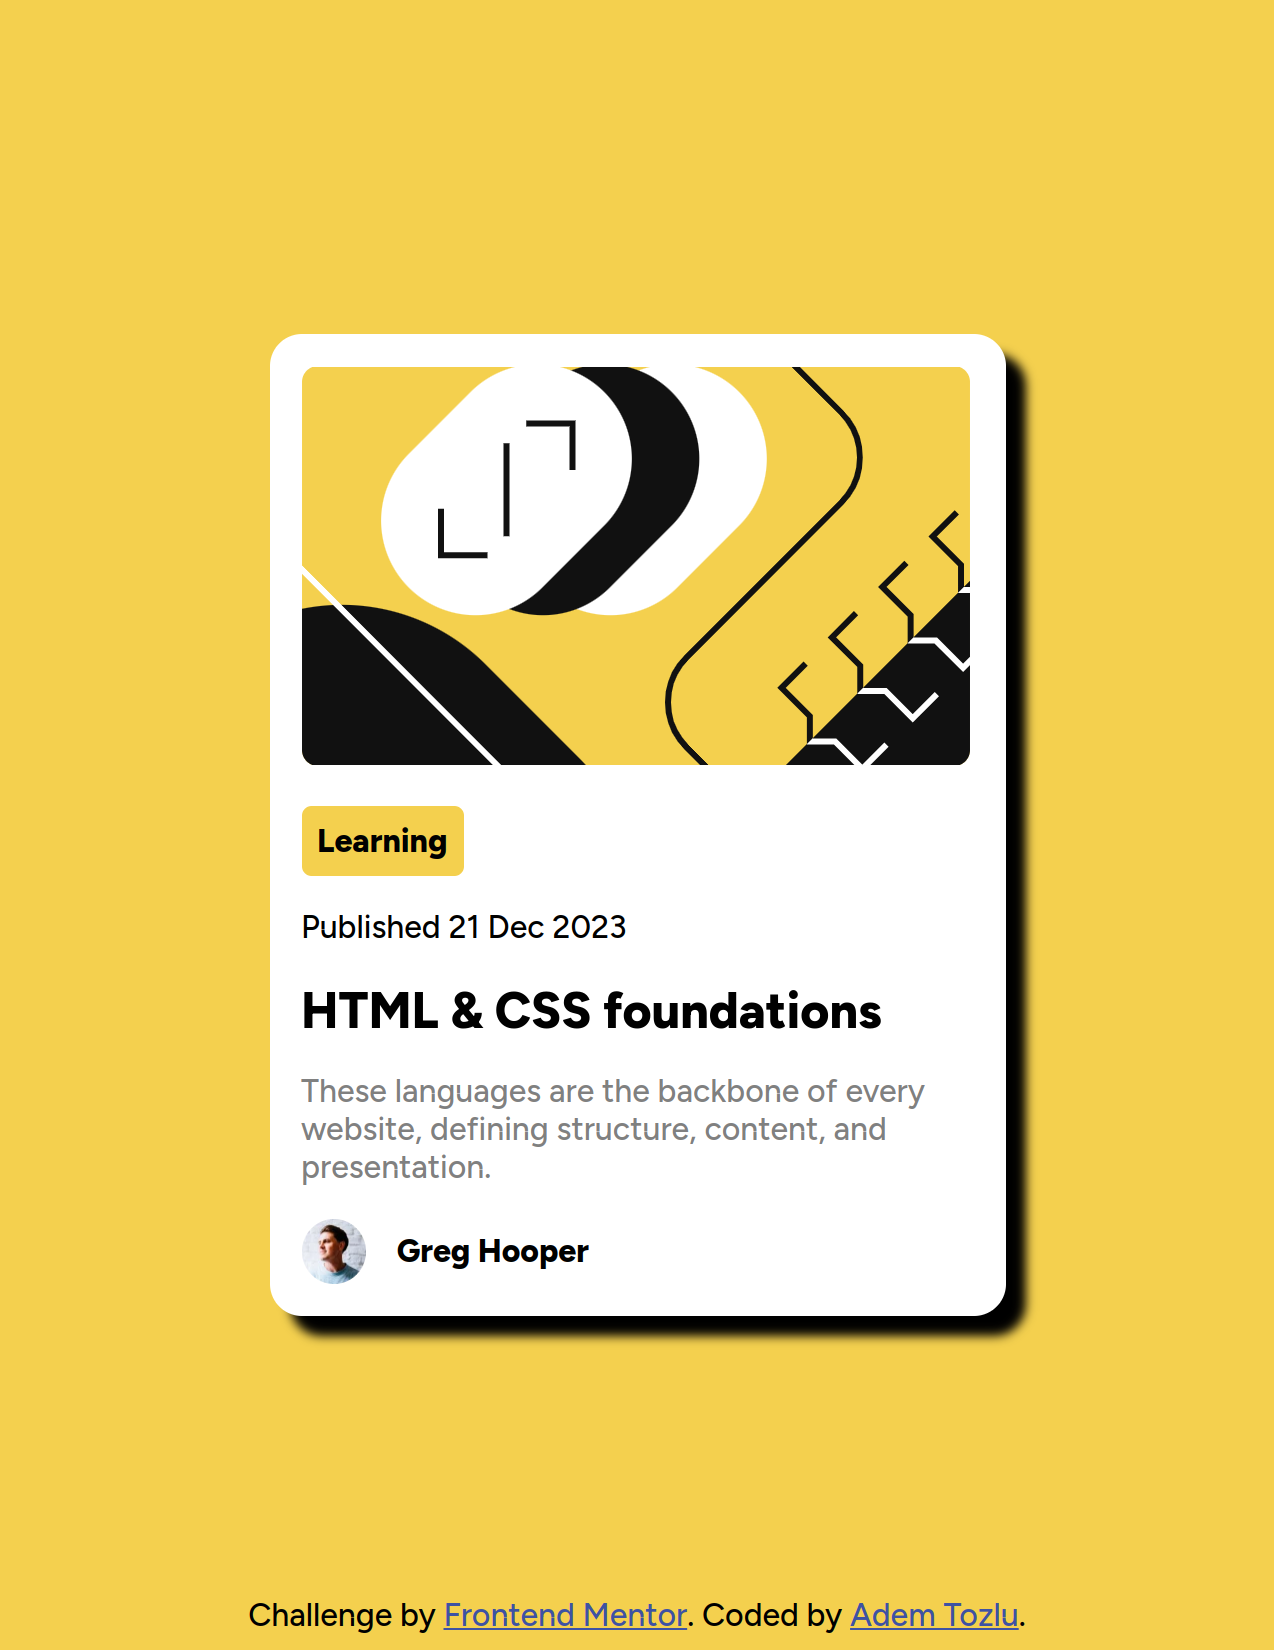 Learning
Published 21 Dec 2023
HTML & CSS foundations
These languages are the backbone of every
website, defining structure, content, and
presentation.
Greg Hooper
Challenge by Frontend Mentor. Coded by Adem Tozlu.